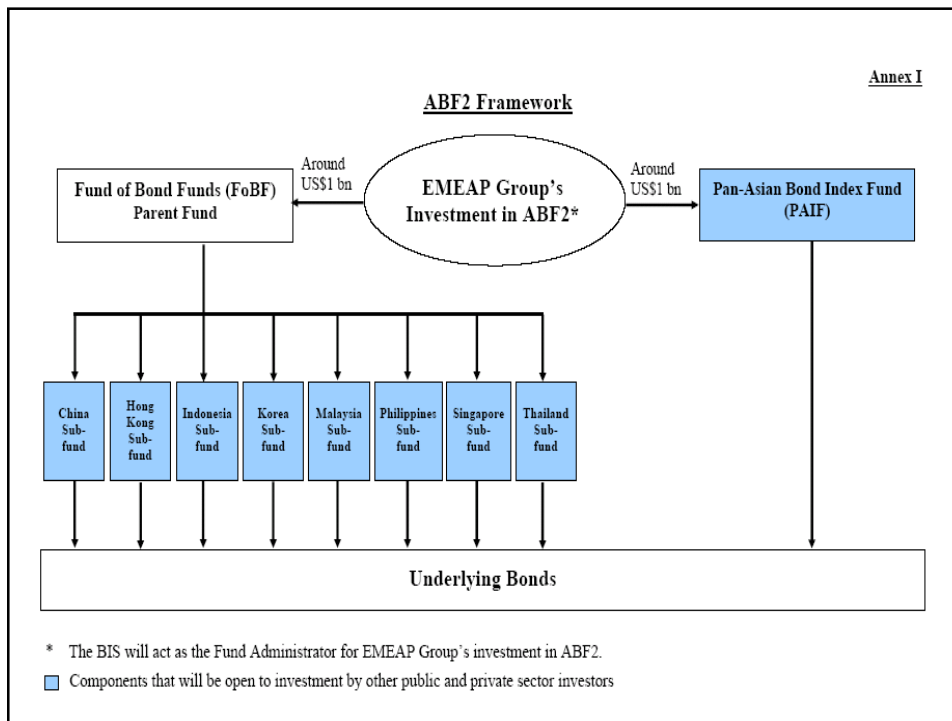 Annex I
ABF2 Framework
Around
US$1 bn
Around
US$1 bn
Fund of Bond Funds (FoBF)
Parent Fund
EMEAP Group's
Investment in ABF2*
Pan-Asian Bond Index Fund
(PAIF)
China
Sub-
fund
Hong
Kong
Sub-
fund
Indonesia
Sub-
fund
Korea
Sub-
fund
Malaysia
Sub-
fund
Philippines
Sub-
fund
Singapore
Sub-
fund
Thailand
Sub-
fund
Underlying Bonds
* The BIS will act as the Fund Administrator for EMEAP Group's investment in ABF2.
Components that will be open to investment by other public and private sector investors